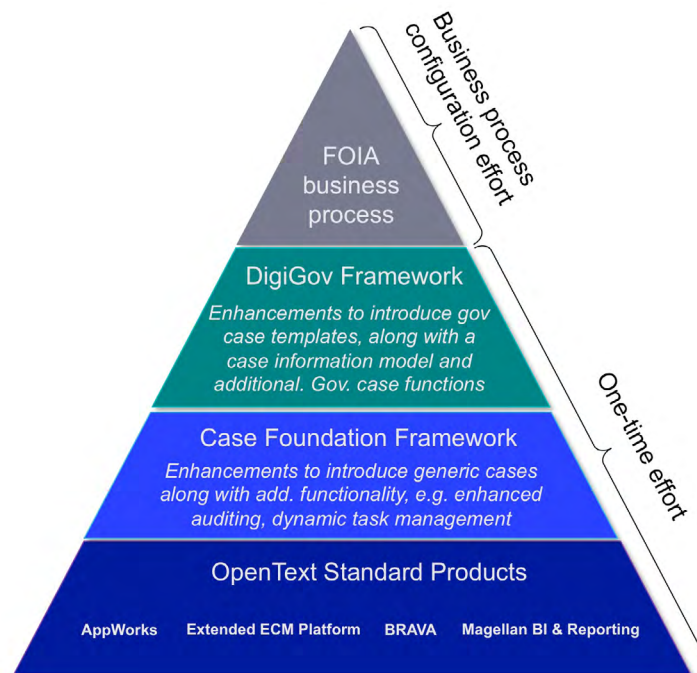 Business process
configuration effort
FOIA
business
process
DigiGov Framework
Enhancements to introduce gov
case templates, along with a
case information model and
additional. Gov. case functions
One-time effort
Case Foundation Framework
Enhancements to introduce generic cases
along with add. functionality, e.g. enhanced
auditing, dynamic task management
OpenText Standard Products
AppWorks Extended ECM Platform BRAVA Magellan BI & Reporting